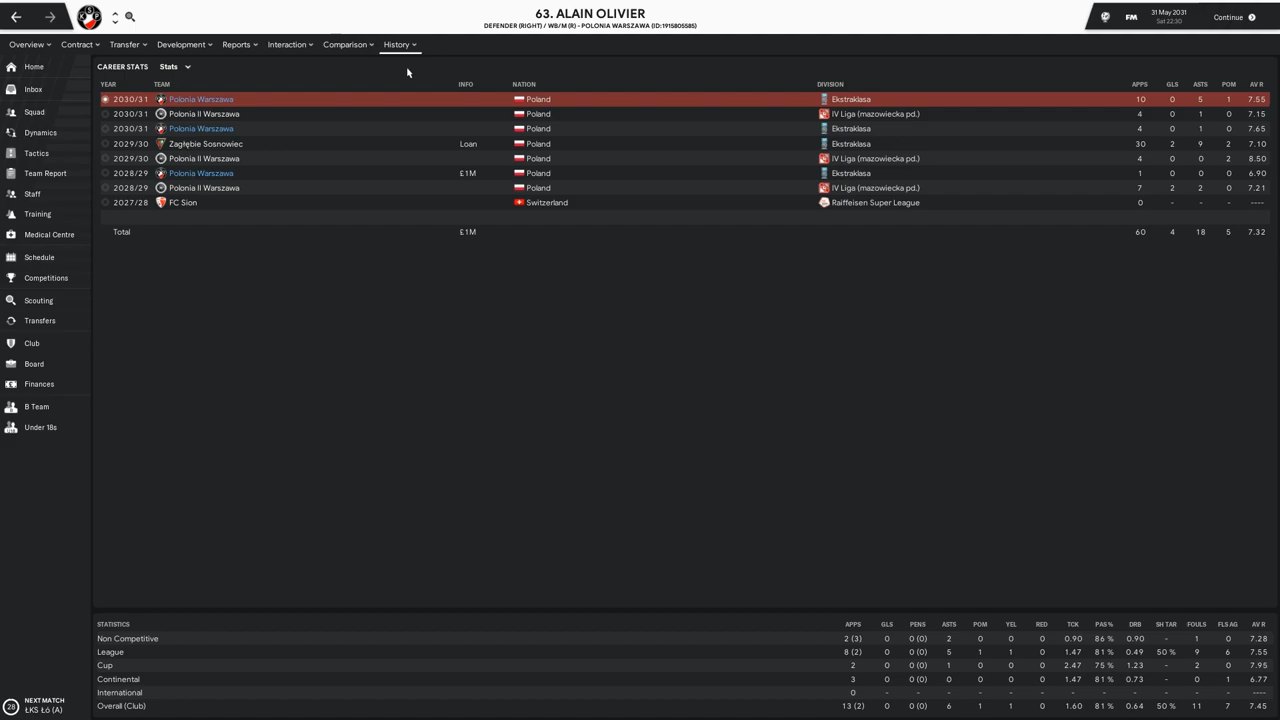 63. ALAIN OLIVIER
DEFENDER (RIGHT) / WB/M (R) - POLONIA WARSZAWA (ID:1915805585)
FM
31 May 2031
Sat 22:30
Continue
Overview Contract Transfer Development Reports Interaction Comparison History
Home
Inbox
Squad
Dynamics
Tactics
Team Report
Staff
Training
Medical Centre
Schedule
Competitions
Scouting
Transfers
Club
Board
Finances
B Team
Under 18s
28
NEXT MATCH
ŁKS Łó (A)
CAREER STATS Stats
YEAR TEAM INFO NATION DIVISION APPS GLS ASTS POM AV R
2030/31 Polonia Warszawa Poland Ekstraklasa 10 0 5 1 7.55
2030/31 Polonia II Warszawa Poland IV Liga (mazowiecka pd.) 4 0 1 0 7.15
2030/31 Polonia Warszawa Poland Ekstraklasa 4 0 1 0 7.65
2029/30 Zagłębie Sosnowiec Loan Poland Ekstraklasa 30 2 9 2 7.10
2029/30 Polonia II Warszawa Poland IV Liga (mazowiecka pd.) 4 0 0 2 8.50
2028/29 Polonia Warszawa £1M Poland Ekstraklasa 1 0 0 0 6.90
2028/29 Polonia II Warszawa Poland IV Liga (mazowiecka pd.) 7 2 2 0 7.21
2027/28 FC Sion Switzerland Raiffeisen Super League 0 - - - ----
Total £1M 60 4 18 5 7.32
STATISTICS APPS GLS PENS ASTS POM YEL RED TCK PAS % DRB SH TAR FOULS FLS AG AV R
Non Competitive 2 (3) 0 0 (0) 2 0 0 0 0.90 86 % 0.90 - 1 0 7.28
League 8 (2) 0 0 (0) 5 1 1 0 1.47 81 % 0.49 50 % 9 6 7.55
Cup 2 0 0 (0) 1 0 0 0 2.47 75 % 1.23 - 2 0 7.95
Continental 3 0 0 (0) 0 0 0 0 1.47 81 % 0.73 - 0 1 6.77
International 0 - - - - - - - - - - - - ----
Overall (Club) 13 (2) 0 0 (0) 6 1 1 0 1.60 81 % 0.64 50 % 11 7 7.45